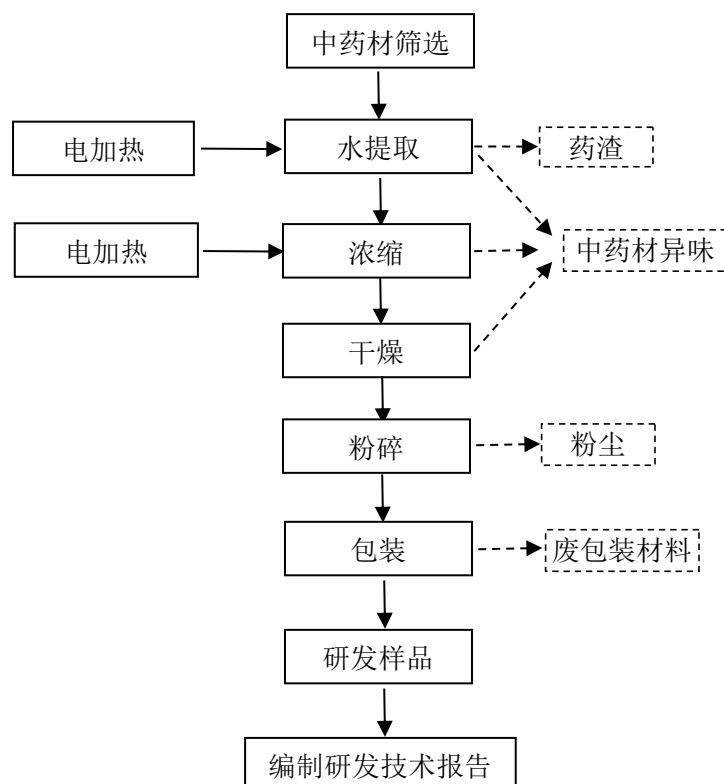 中药材筛选
电加热
水提取
药渣
电加热
浓缩
中药材异味
干燥
粉碎
粉尘
包装
废包装材料
研发样品
编制研发技术报告